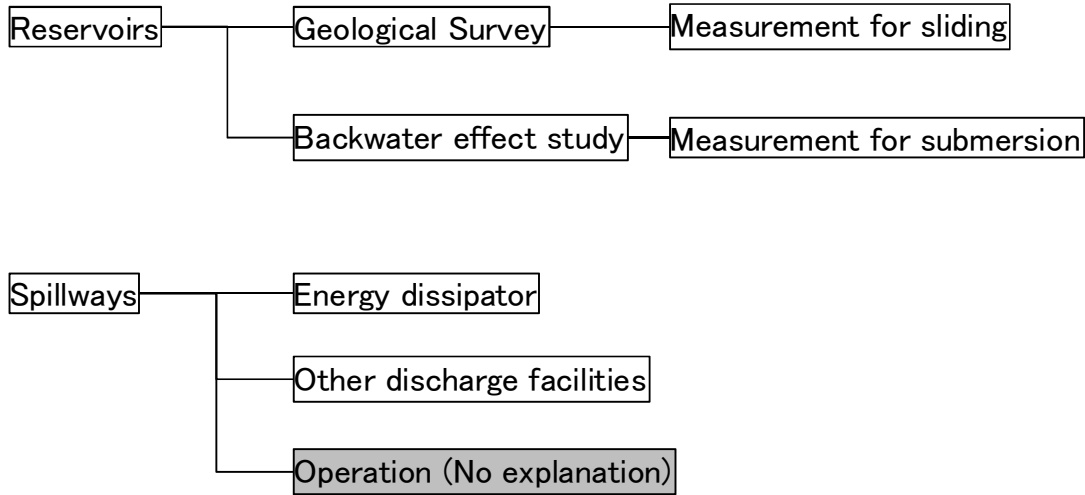 Reservoirs
Geological Survey
Measurement for sliding
Backwater effect study
Measurement for submersion
Spillways
Energy dissipator
Other discharge facilities
Operation (No explanation)